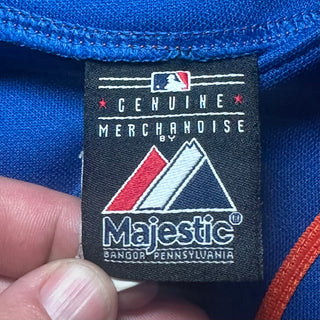 GENUINE
MERCHANDISE
BY
Majestic
BANGOR PENNSYLVANIA